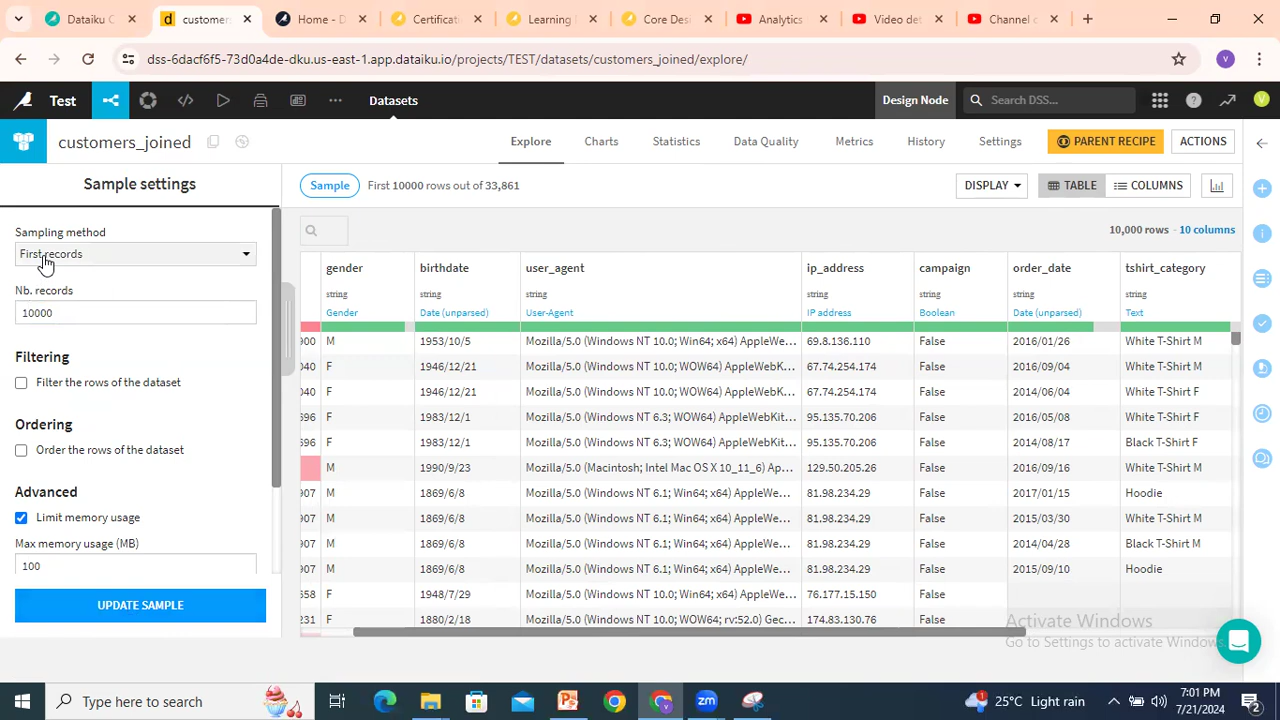 Dataiku C
customers
Home - D
Certificate
Learning
Core Desi
Analytics
Video det
Channel c
dss-6dacf6f5-73d0a4de-dku.us-east-1.app.dataiku.io/projects/TEST/datasets/customers_joined/explore/
v
Test
Datasets
Design Node
Search DSS...
V
customers_joined
Explore
Charts
Statistics
Data Quality
Metrics
History
Settings
PARENT RECIPE
ACTIONS
Sample settings
Sample
First 10000 rows out of 33,861
DISPLAY
TABLE
COLUMNS
Sampling method
First records
10,000 rows 10 columns
Nb. records
10000
Filtering
Filter the rows of the dataset
Ordering
Order the rows of the dataset
Advanced
Limit memory usage
Max memory usage (MB)
100
UPDATE SAMPLE
gender birthdate user_agent ip_address campaign order_date tshirt_category
string string string string string string string
Gender Date (unparsed) User-Agent IP address Boolean Date (unparsed) Text
900 M 1953/10/5 Mozilla/5.0 (Windows NT 10.0; Win64; x64) AppleWe... 69.8.136.110 False 2016/01/26 White T-Shirt M
040 F 1946/12/21 Mozilla/5.0 (Windows NT 10.0; WOW64) AppleWebK... 67.74.254.174 False 2016/09/04 White T-Shirt M
040 F 1946/12/21 Mozilla/5.0 (Windows NT 10.0; WOW64) AppleWebK... 67.74.254.174 False 2014/06/04 White T-Shirt F
696 F 1983/12/1 Mozilla/5.0 (Windows NT 6.3; WOW64) AppleWebKit... 95.135.70.206 False 2016/05/08 White T-Shirt M
696 F 1983/12/1 Mozilla/5.0 (Windows NT 6.3; WOW64) AppleWebKit... 95.135.70.206 False 2014/08/17 Black T-Shirt F
M 1990/9/23 Mozilla/5.0 (Macintosh; Intel Mac OS X 10_11_6) Ap... 129.50.205.26 False 2016/09/16 White T-Shirt M
907 M 1869/6/8 Mozilla/5.0 (Windows NT 6.1; Win64; x64) AppleWe... 81.98.234.29 False 2017/01/15 Hoodie
907 M 1869/6/8 Mozilla/5.0 (Windows NT 6.1; Win64; x64) AppleWe... 81.98.234.29 False 2015/03/30 White T-Shirt M
907 M 1869/6/8 Mozilla/5.0 (Windows NT 6.1; Win64; x64) AppleWe... 81.98.234.29 False 2014/04/28 Black T-Shirt M
907 M 1869/6/8 Mozilla/5.0 (Windows NT 6.1; Win64; x64) AppleWe... 81.98.234.29 False 2015/09/10 Hoodie
658 F 1948/7/29 Mozilla/5.0 (Windows NT 10.0; Win64; x64) AppleWe... 76.177.15.150 False
231 F 1880/2/18 Mozilla/5.0 (Windows NT 10.0; WOW64; rv:52.0) Gec... 174.83.130.76 False
Activate Windows
Go to Settings to activate Windows.
Type here to search
25°C Light rain
7:01 PM
7/21/2024
2